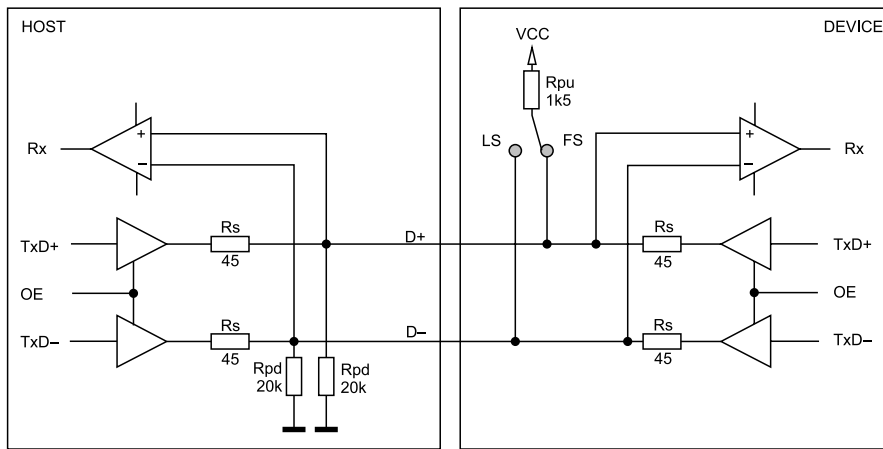 HOST
DEVICE
VCC
Rpu
1k5
LS
FS
+
−
Rx
+
−
Rx
TxD+
Rs
45
D+
Rs
45
TxD+
OE
OE
TxD−
Rs
45
D−
Rs
45
TxD−
Rpd
20k
Rpd
20k